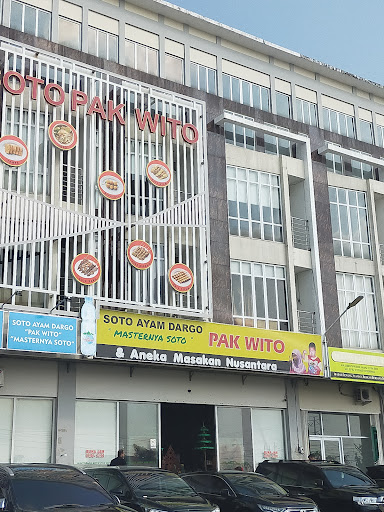 SOTO PAK WITO
SOTO AYAM DARGO
"PAK WITO"
"MASTERNYA SOTO"
SOTO AYAM DARGO
"MASTERNYA SOTO"
PAK WITO
& Aneka Masakan Nusantara